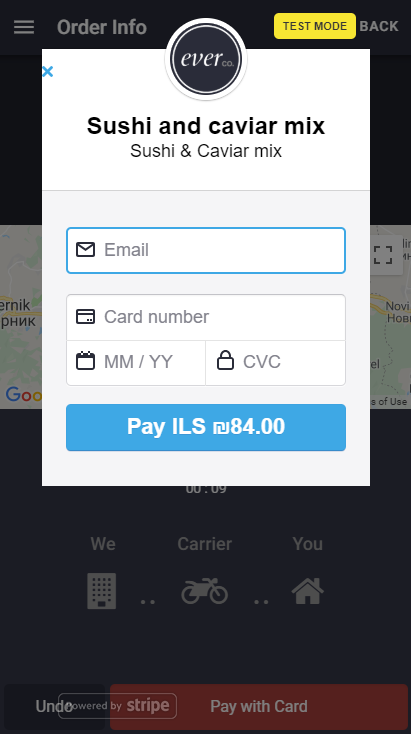 Order Info
TEST MODE
BACK
ever
co.
Sushi and caviar mix
Sushi & Caviar mix
Email
Card number
MM / YY
CVC
Pay ILS ₪84.00
ernik
рник
Novi
Нови
el
Goo
s of Use
00 : 09
We
Carrier
You
..
..
Undo
Powered by stripe
Pay with Card